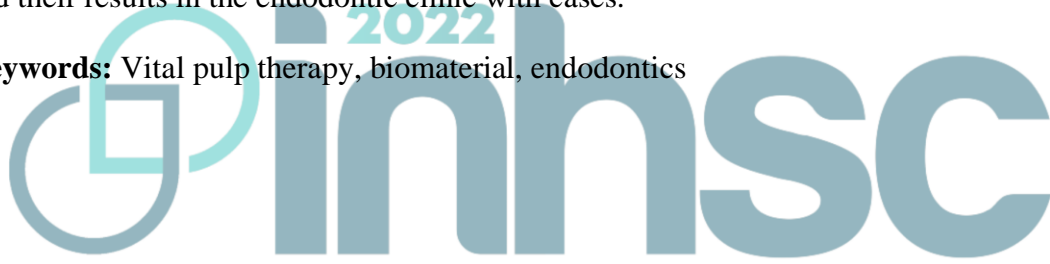 d their results in the endodontic clinic with cases.
2022
eywords: Vital pulp therapy, biomaterial, endodontics
inhsc